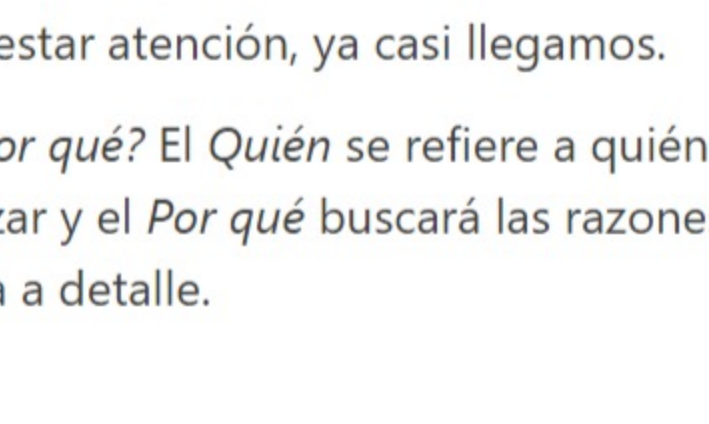 estar atención, ya casi llegamos.
or qué? El Quién se refiere a quién
zar y el Por qué buscará las razone
a detalle.